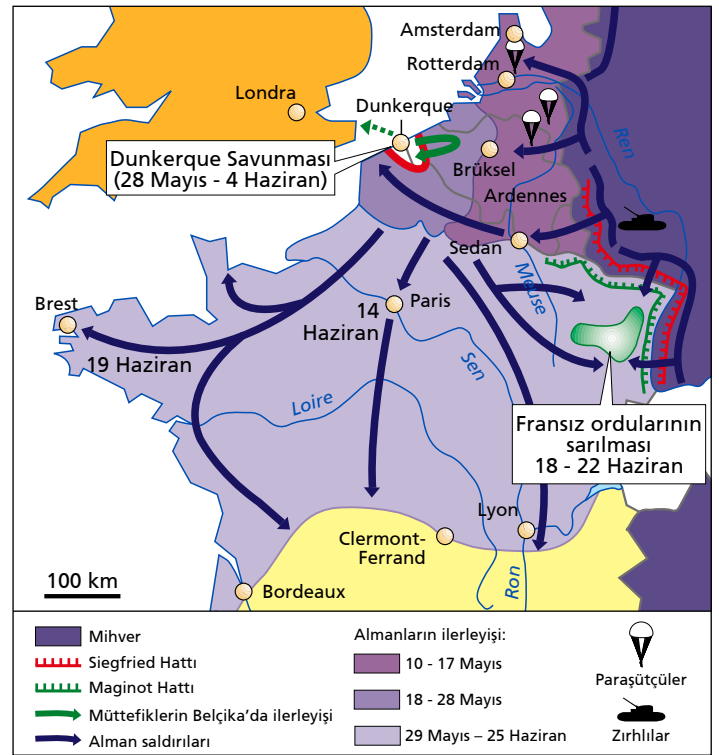 Amsterdam
Rotterdam
Londra
Dunkerque
Ren
Dunkerque Savunması
(28 Mayıs - 4 Haziran)
Brüksel
Ardennes
Sedan
Meuse
Brest
14
Haziran
Paris
19 Haziran
Sen
Loire
Fransız ordularının
sarılması
18 - 22 Haziran
Lyon
Clermont-
Ferrand
100 km
Bordeaux
Ron
Mihver
Siegfried Hattı
Maginot Hattı
Müttefiklerin Belçika’da ilerleyişi
Alman saldırıları
Almanların ilerleyişi:
10 - 17 Mayıs
18 - 28 Mayıs
29 Mayıs – 25 Haziran
Paraşütçüler
Zırhlılar